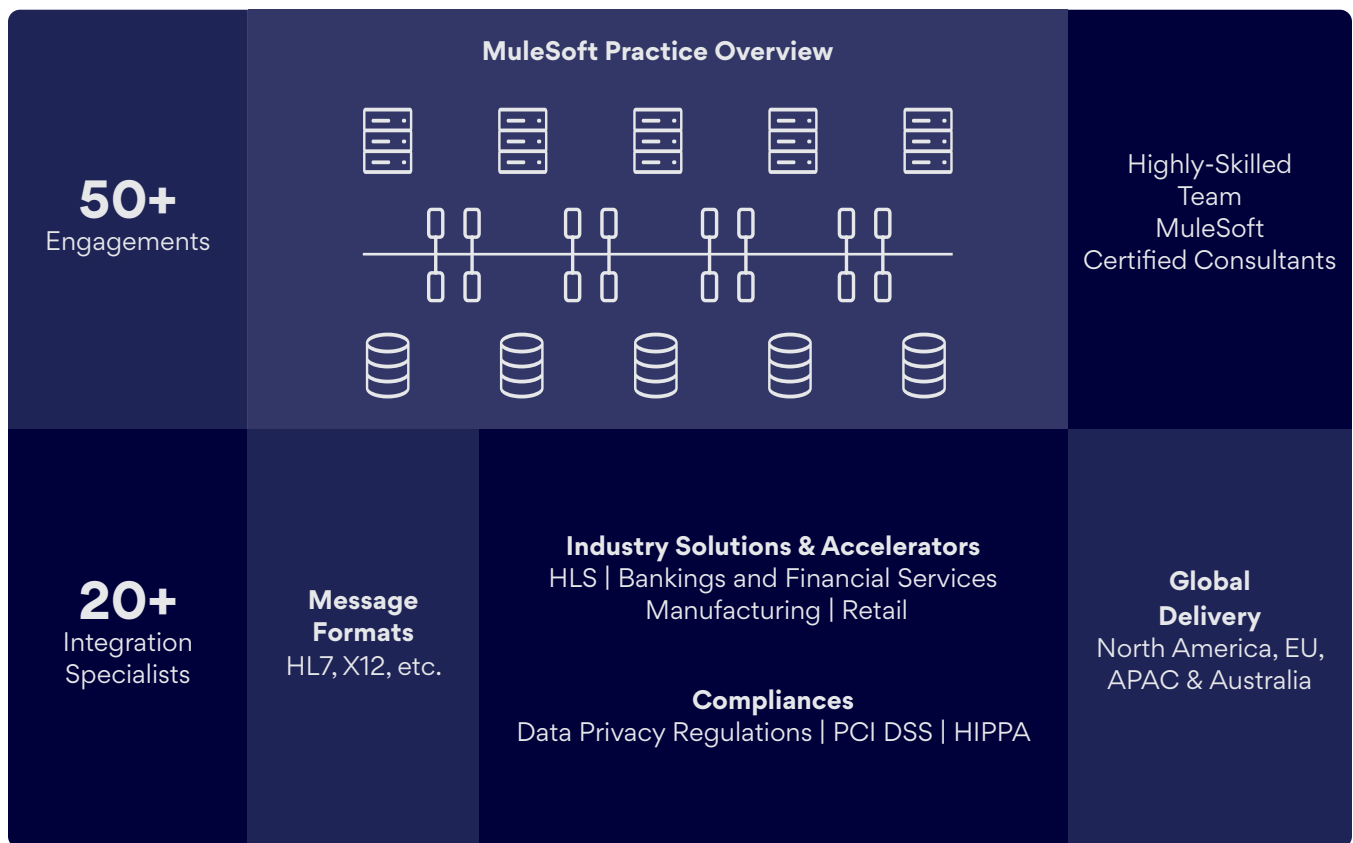 MuleSoft Practice Overview
50+
Engagements
Highly-Skilled
Team
MuleSoft
Certified Consultants
20+
Integration
Specialists
Message
Formats
HL7, X12, etc.
Industry Solutions & Accelerators
HLS | Bankings and Financial Services
Manufacturing | Retail
Compliances
Data Privacy Regulations | PCI DSS | HIPPA
Global
Delivery
North America, EU,
APAC & Australia